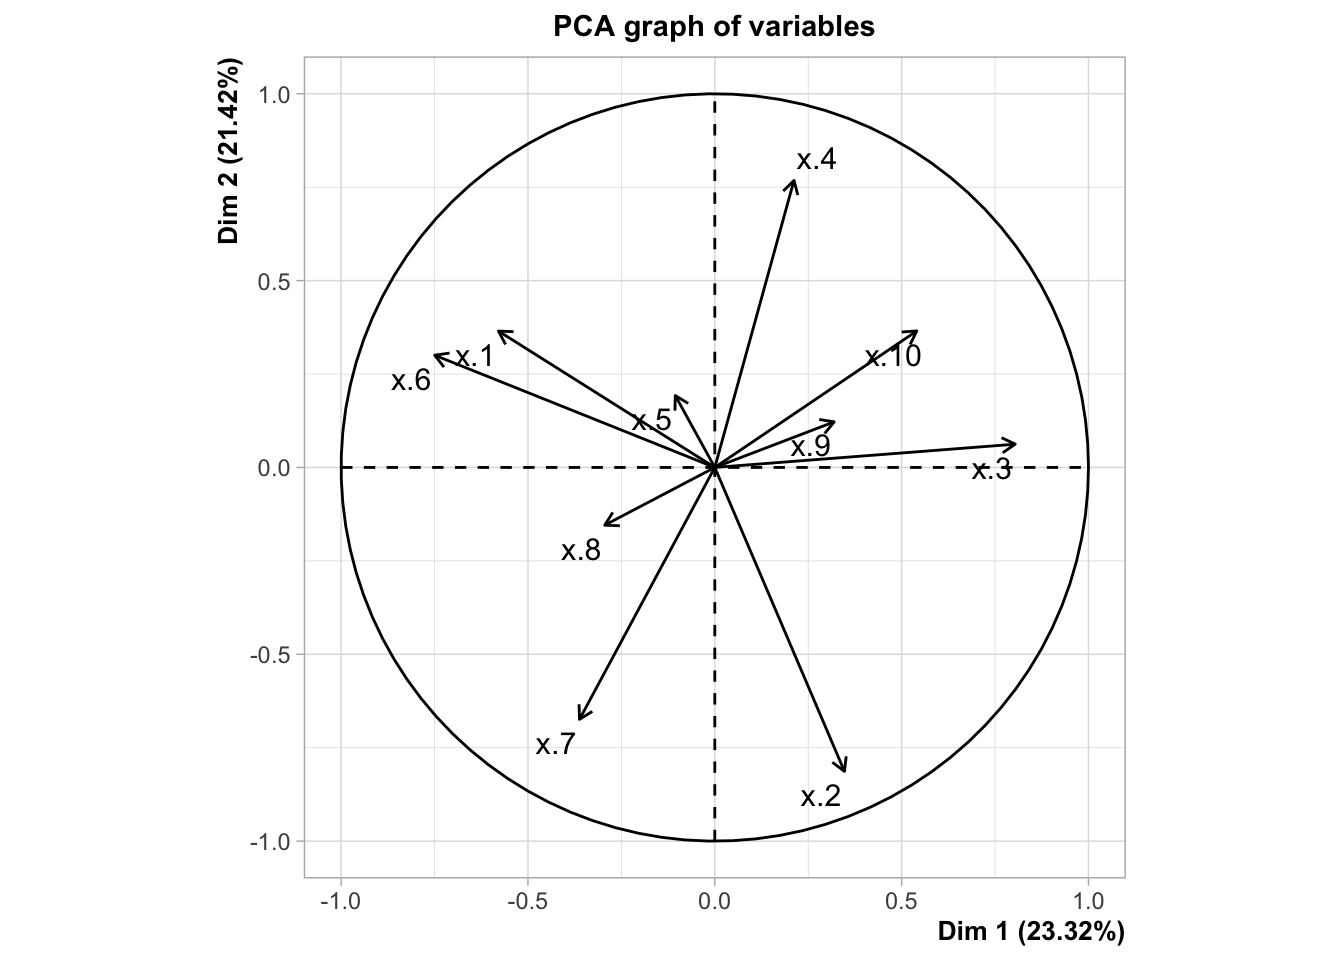 PCA graph of variables
Dim 2 (21.42%)
1.0
0.5
0.0
-0.5
-1.0
x.4
x.1
x.10
x.6
x.5
x.9
x.3
x.8
x.7
x.2
-1.0
-0.5
0.0
0.5
1.0
Dim 1 (23.32%)